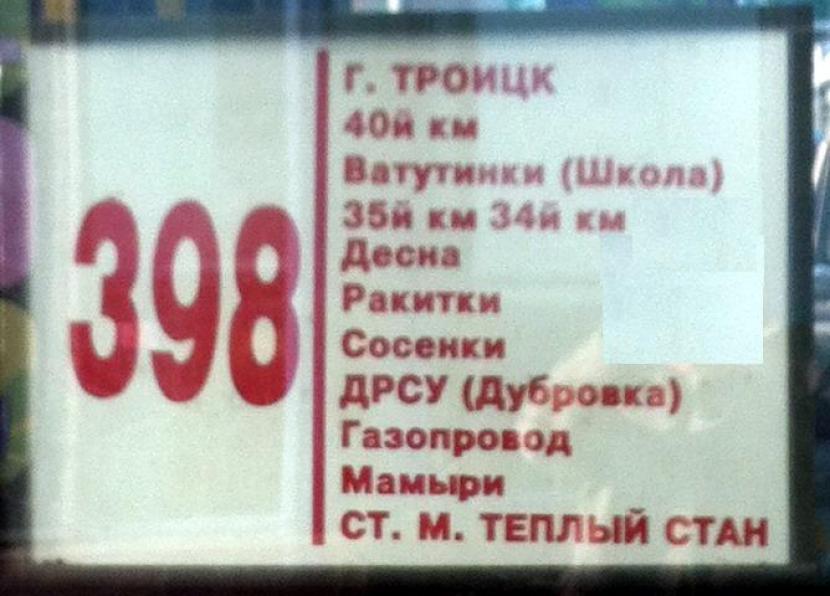 398
Г. ТРОИЦК
40й км
Ватутинки (Школа)
35й км 34й км
Десна
Ракитки
Сосенки
ДРСУ (Дубровка)
Газопровод
Мамыри
СТ. М. ТЕПЛЫЙ СТАН